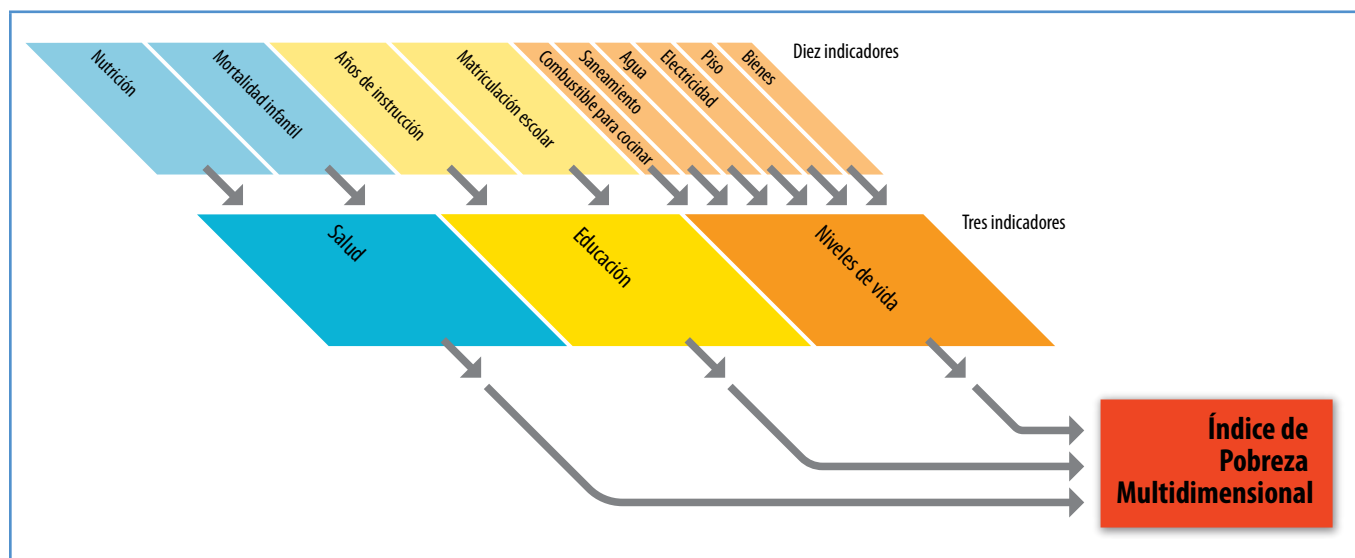 Nutrición
Mortalidad infantil
Años de instrucción
Matriculación escolar
Combustible para cocinar
Saneamiento
Agua
Electricidad
Piso
Bienes
Diez indicadores
Salud
Educación
Niveles de vida
Tres indicadores
Índice de
Pobreza
Multidimensional